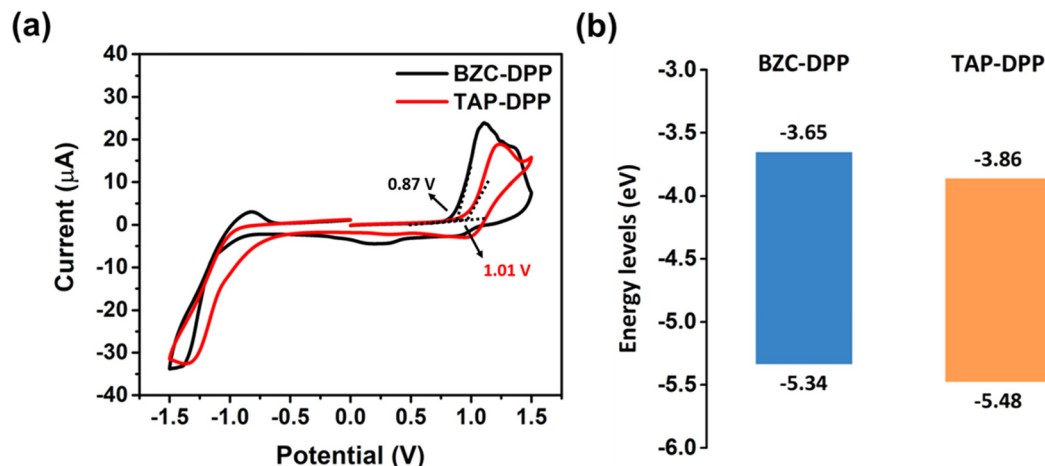 (a)
40
30
20
10
0
-10
-20
-30
-40
Current (μA)
BZC-DPP
TAP-DPP
0.87 V
1.01 V
-1.5 -1.0 -0.5 0.0 0.5 1.0 1.5
Potential (V)
(b)
BZC-DPP TAP-DPP
-3.0
-3.5
-4.0
-4.5
-5.0
-5.5
-6.0
Energy levels (eV)
-3.65
-3.86
-5.34
-5.48